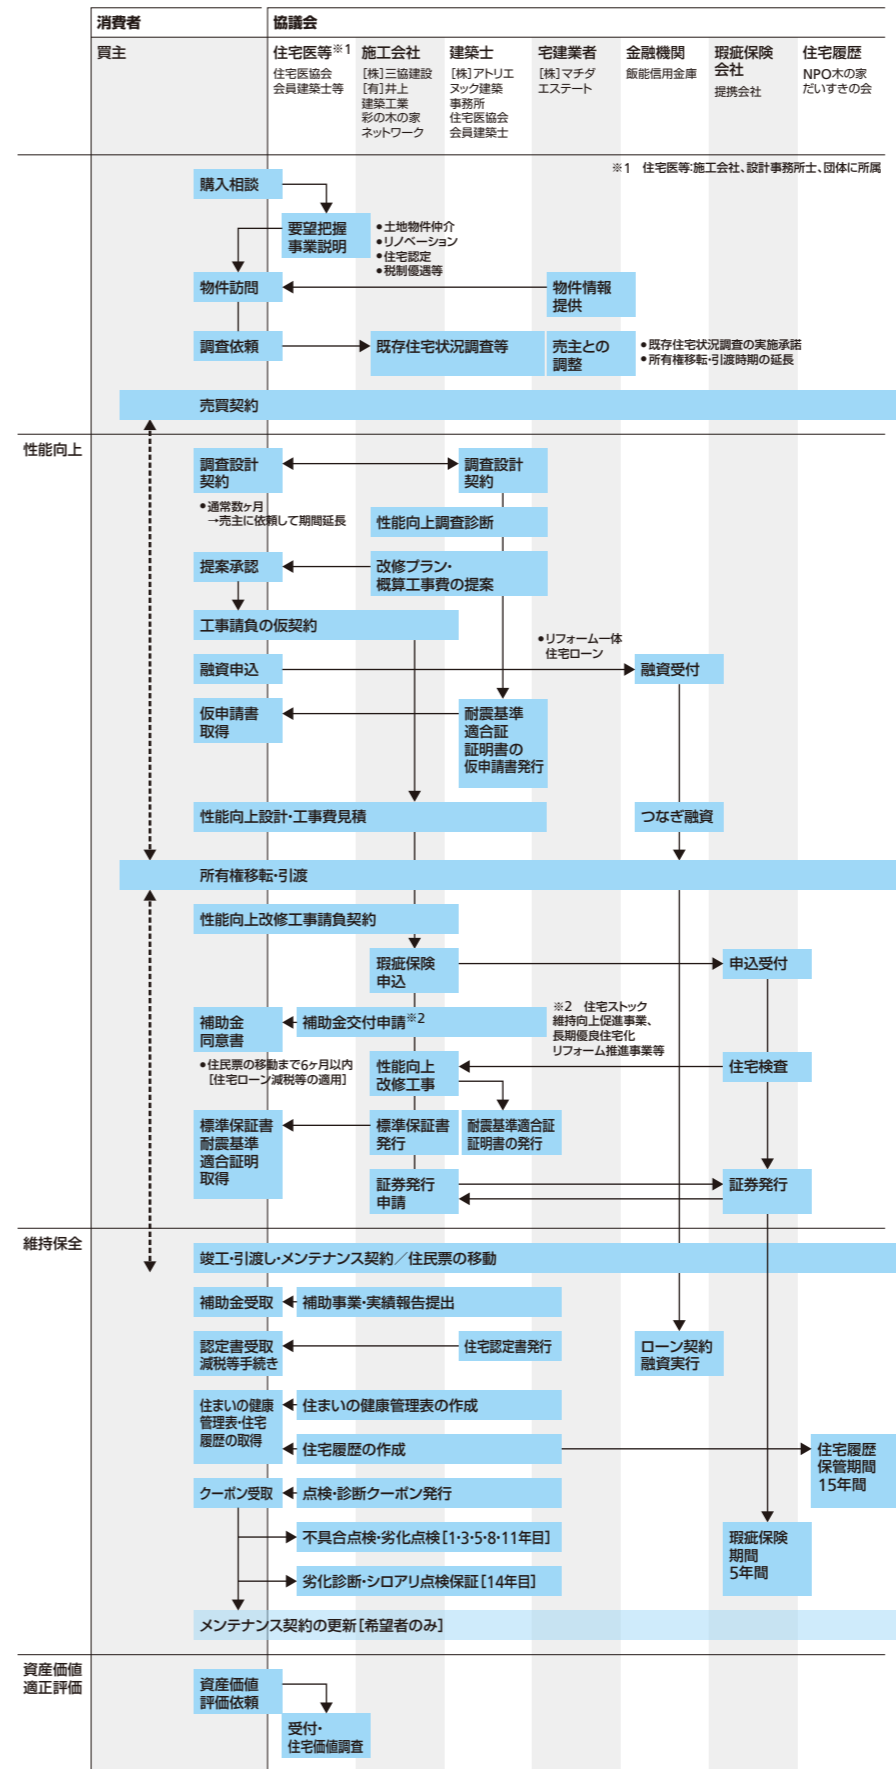 消費者
協議会
買主
住宅医等※1
住宅医協会
会員建築士等
施工会社
[株]三協建設
[有]井上
建築工業
彩の木の家
ネットワーク
建築士
[株]アトリエ
ヌック建築
事務所
住宅医協会
会員建築士
宅建業者
[株]マチダ
エステート
金融機関
飯能信用金庫
瑕疵保険
会社
提携会社
住宅履歴
NPO木の家
だいすきの会
※1 住宅医等:施工会社、設計事務所士、団体に所属
購入相談
要望把握
事業説明
●土地物件仲介
●リノベーション
●住宅認定
●税制優遇等
物件訪問
物件情報
提供
調査依頼
既存住宅状況調査等
売主との
調整
●既存住宅状況調査の実施承諾
●所有権移転・引渡時期の延長
売買契約
性能向上
調査設計
契約
調査設計
契約
●通常数ヶ月
→売主に依頼して期間延長
性能向上調査診断
提案承認
改修プラン・
概算工事費の提案
工事請負の仮契約
●リフォーム一体
住宅ローン
融資申込
融資受付
仮申請書
取得
耐震基準
適合証
証明書の
仮申請書発行
性能向上設計・工事費見積
つなぎ融資
所有権移転・引渡
性能向上改修工事請負契約
瑕疵保険
申込
申込受付
補助金
同意書
補助金交付申請※2
※2 住宅ストック
維持向上促進事業、
長期優良住宅化
リフォーム推進事業等
●住民票の移動まで6ヶ月以内
[住宅ローン減税等の適用]
性能向上
改修工事
住宅検査
標準保証書
耐震基準
適合証明
取得
標準保証書
発行
耐震基準適合証
証明書の発行
証券発行
申請
証券発行
維持保全
竣工・引渡し・メンテナンス契約／住民票の移動
補助金受取
補助事業・実績報告提出
認定書受取
減税等手続き
住宅認定書発行
ローン契約
融資実行
住まいの健康
管理表・住宅
履歴の取得
住まいの健康管理表の作成
住宅履歴の作成
住宅履歴
保管期間
15年間
クーポン受取
点検・診断クーポン発行
不具合点検・劣化点検[1・3・5・8・11年目]
瑕疵保険
期間
5年間
劣化診断・シロアリ点検保証[14年目]
メンテナンス契約の更新[希望者のみ]
資産価値
適正評価
資産価値
評価依頼
受付・
住宅価値調査